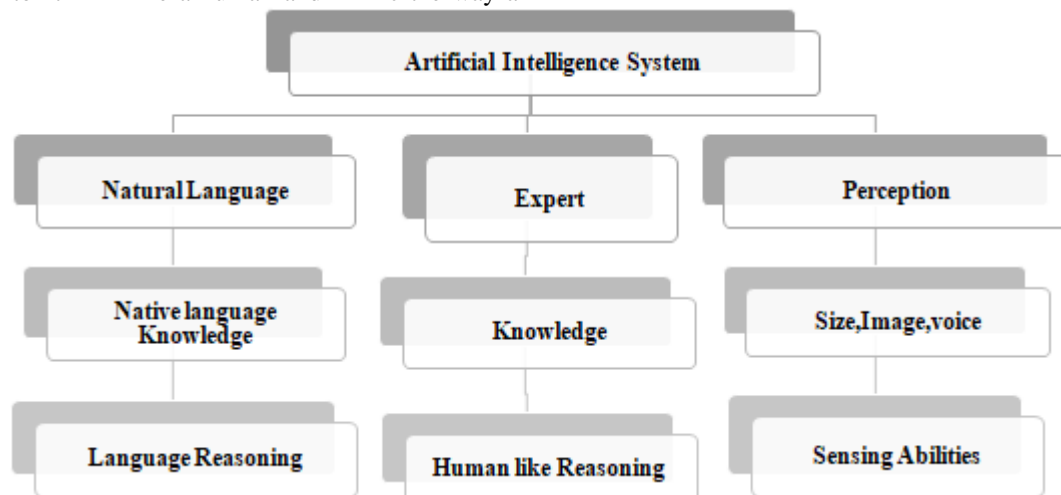 Artificial Intelligence System
Natural Language
Expert
Perception
Native language
Knowledge
Knowledge
Size,Image,voice
Language Reasoning
Human like Reasoning
Sensing Abilities